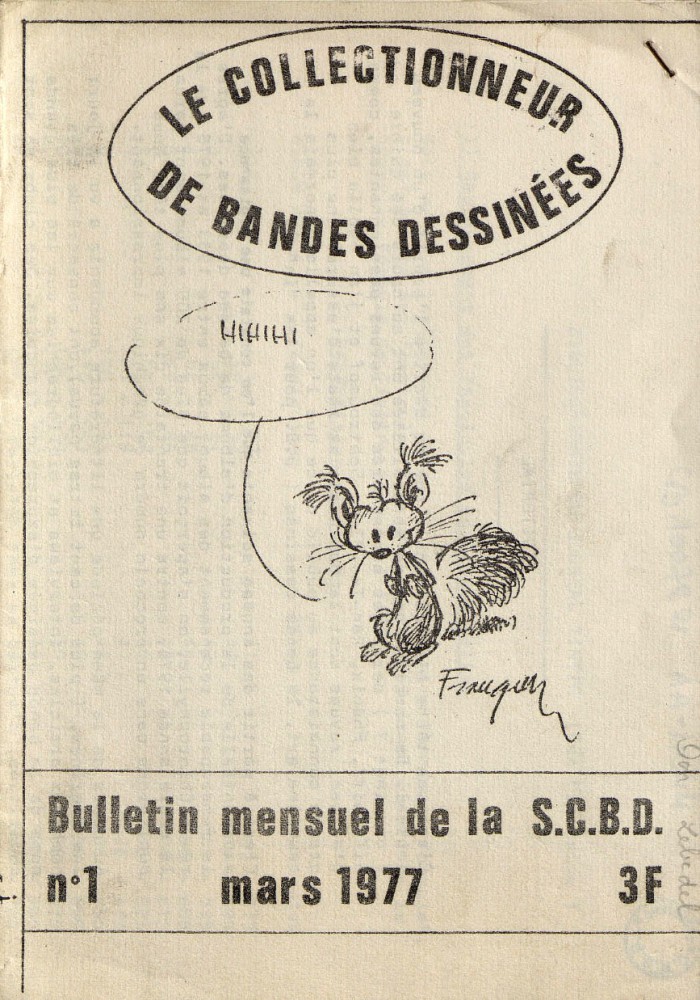 LE COLLECTIONNEUR
DE BANDES DESSINÉES
HIHIHI
Franquin
Bulletin mensuel de la S.C.B.D.
n°1 mars 1977 3F